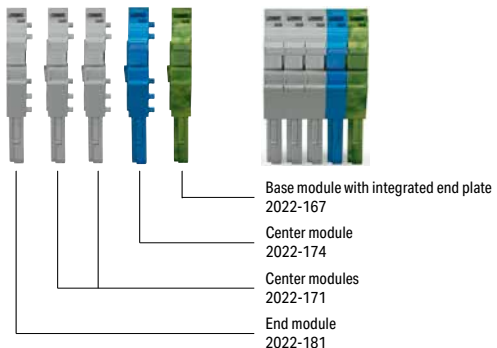 Base module with integrated end plate
2022-167
Center module
2022-174
Center modules
2022-171
End module
2022-181